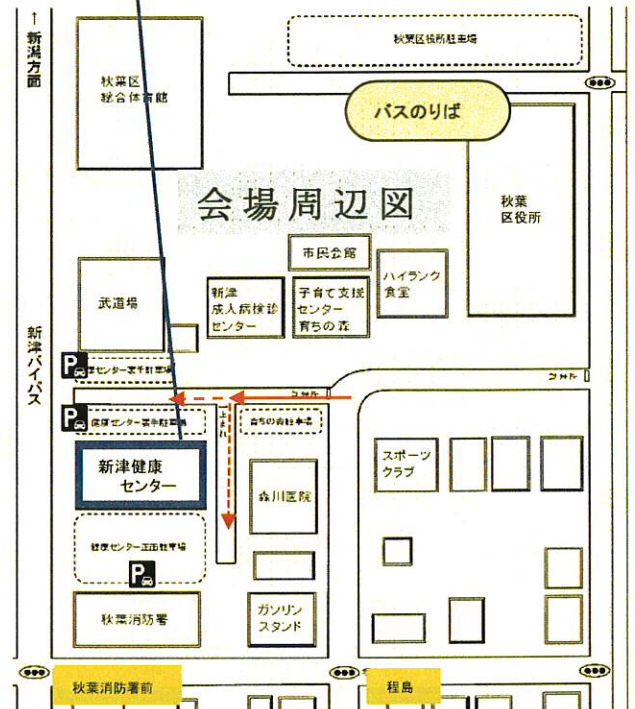 ↑
新潟方面
新津バイパス
秋葉区役所駐車場
秋葉区
総合体育館
バスのりば
会場周辺図
秋葉
区役所
市民会館
武道場
新津
成人病検診
センター
子育て支援
センター
育ちの森
ハイランク
食堂
P
健康センター裏手駐車場
P
健康センター裏手駐車場
止まれ
育ちの森駐車場
新津健康
センター
森川医院
スポーツ
クラブ
健康センター正面駐車場
P
秋葉消防署
ガソリン
スタンド
秋葉消防署前
程島